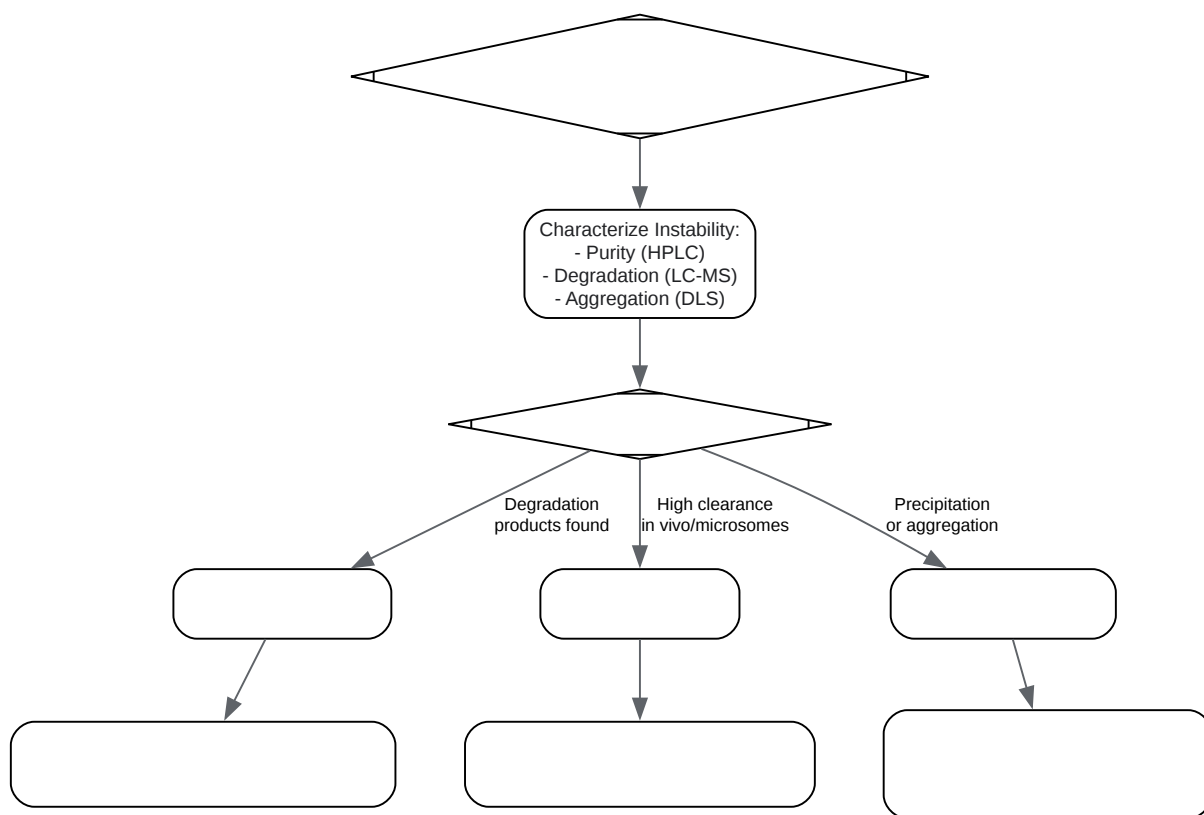 Characterize Instability:
- Purity (HPLC)
- Degradation (LC-MS)
- Aggregation (DLS)
Degradation
products found
High clearance
in vivo/microsomes
Precipitation
or aggregation